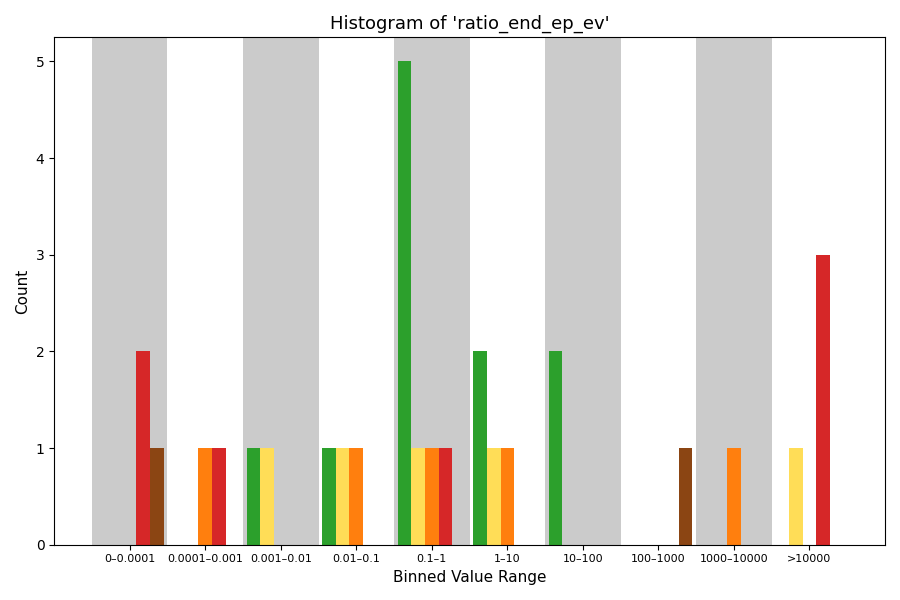 Histogram of 'ratio_end_ep_ev'
5
4
3
2
1
0
Count
0–0.0001 0.0001–0.001 0.001–0.01 0.01–0.1 0.1–1 1–10 10–100 100–1000 1000–10000 >10000
Binned Value Range